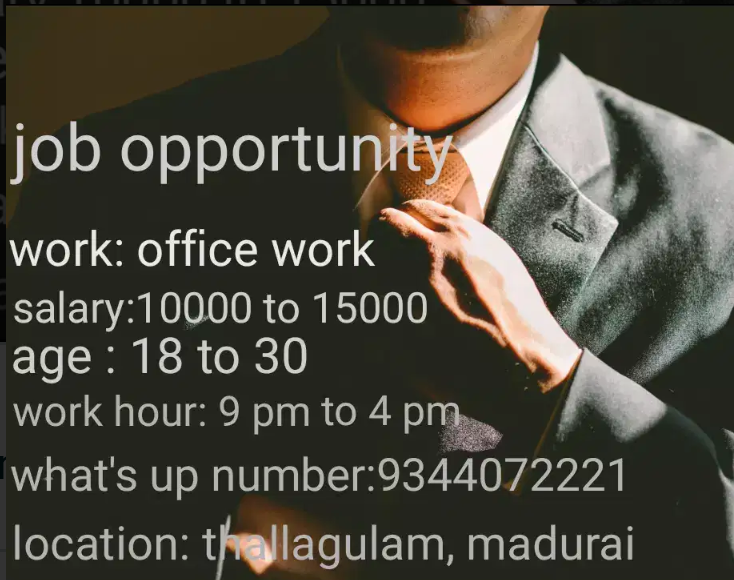 job opportunity
work: office work
salary:10000 to 15000
age : 18 to 30
work hour: 9 pm to 4 pm
what's up number:9344072221
location: thallagulam, madurai